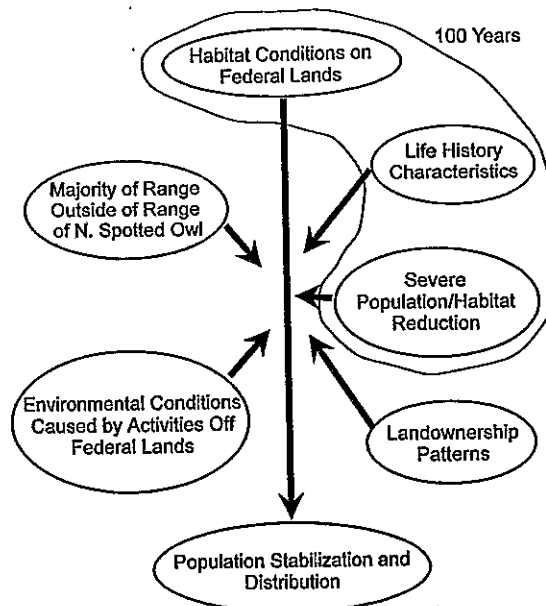 100 Years
Habitat Conditions on
Federal Lands
Life History
Characteristics
Majority of Range
Outside of Range
of N. Spotted Owl
Severe
Population/Habitat
Reduction
Environmental Conditions
Caused by Activities Off
Federal Lands
Landownership
Patterns
Population Stabilization and
Distribution